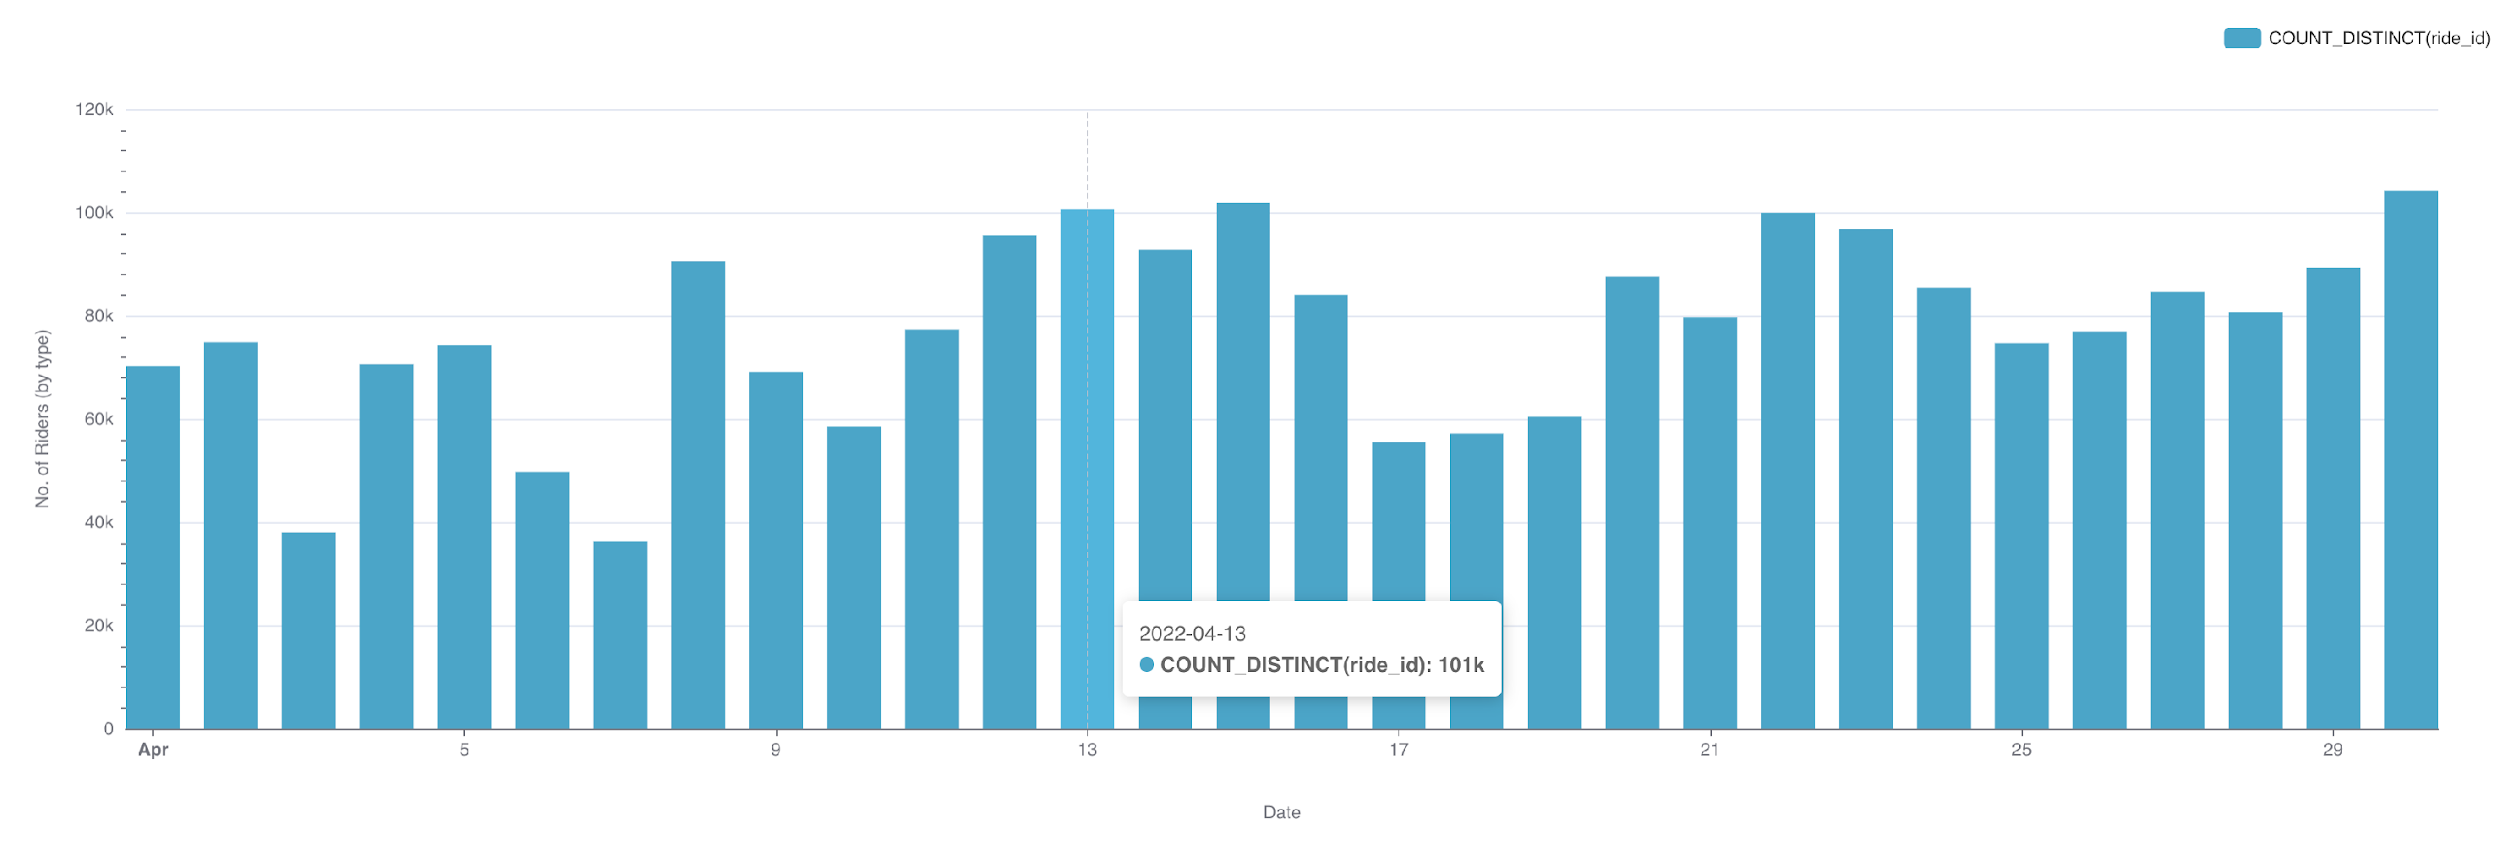 COUNT_DISTINCT(ride_id)
120k
100k
80k
60k
40k
20k
0
No. of Riders (by type)
2022-04-13
COUNT_DISTINCT(ride_id): 101k
Apr 5 9 13 17 21 25 29
Date